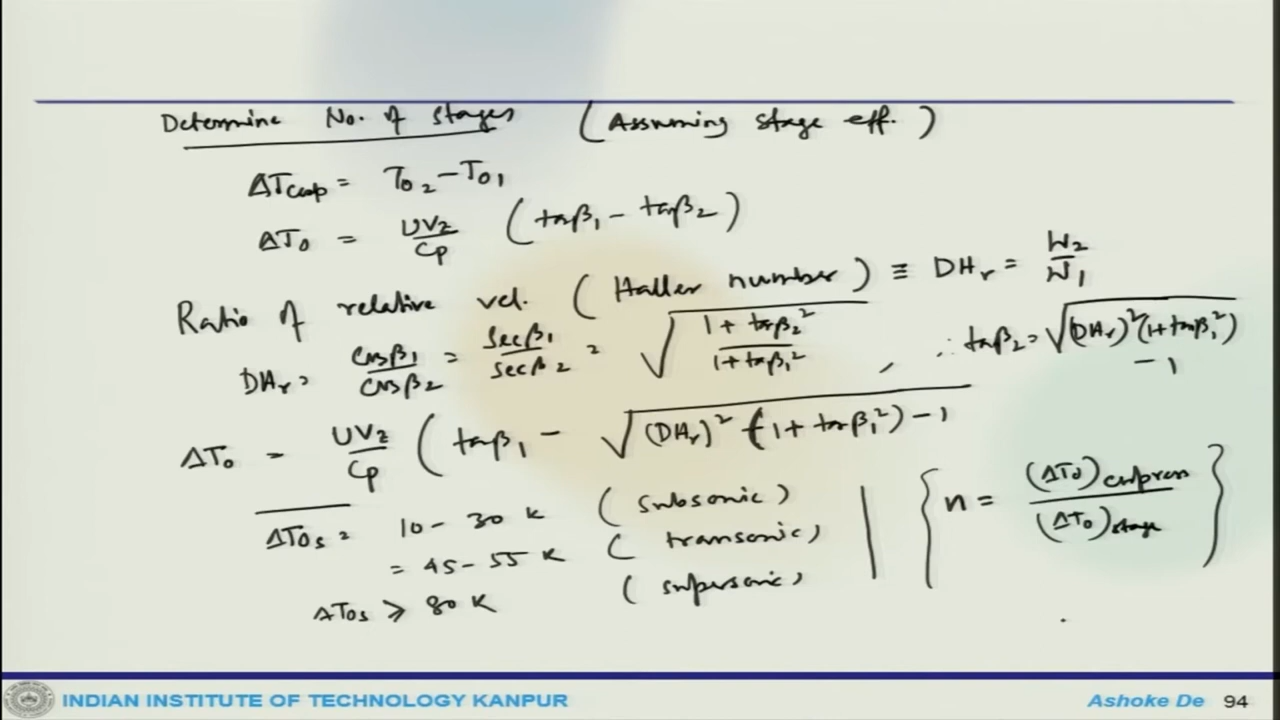 Determine No. of stages (Assuming stage eff.)
ΔTcomp = T02 - T01
ΔT0 = UVz/Cp (tanβ1 - tanβ2)
Ratio of relative vel. (Haller number) ≡ DHr = W2/W1
DHr = cosβ1/cosβ2 = secβ1/secβ2 = √((1 + tanβ2²)/(1 + tanβ1²)), ∴ tanβ2 = √((DHr)²(1+tanβ1²) - 1
ΔT0 = UVz/Cp (tanβ1 - √((DHr)² (1 + tanβ1²) - 1
ΔT0s = 10 - 30 K (subsonic)
= 45 - 55 K (transonic)
ΔT0s ≥ 80 K (supersonic)
{ n = (ΔT0)compress/(ΔT0)stage }
INDIAN INSTITUTE OF TECHNOLOGY KANPUR
Ashoke De 94